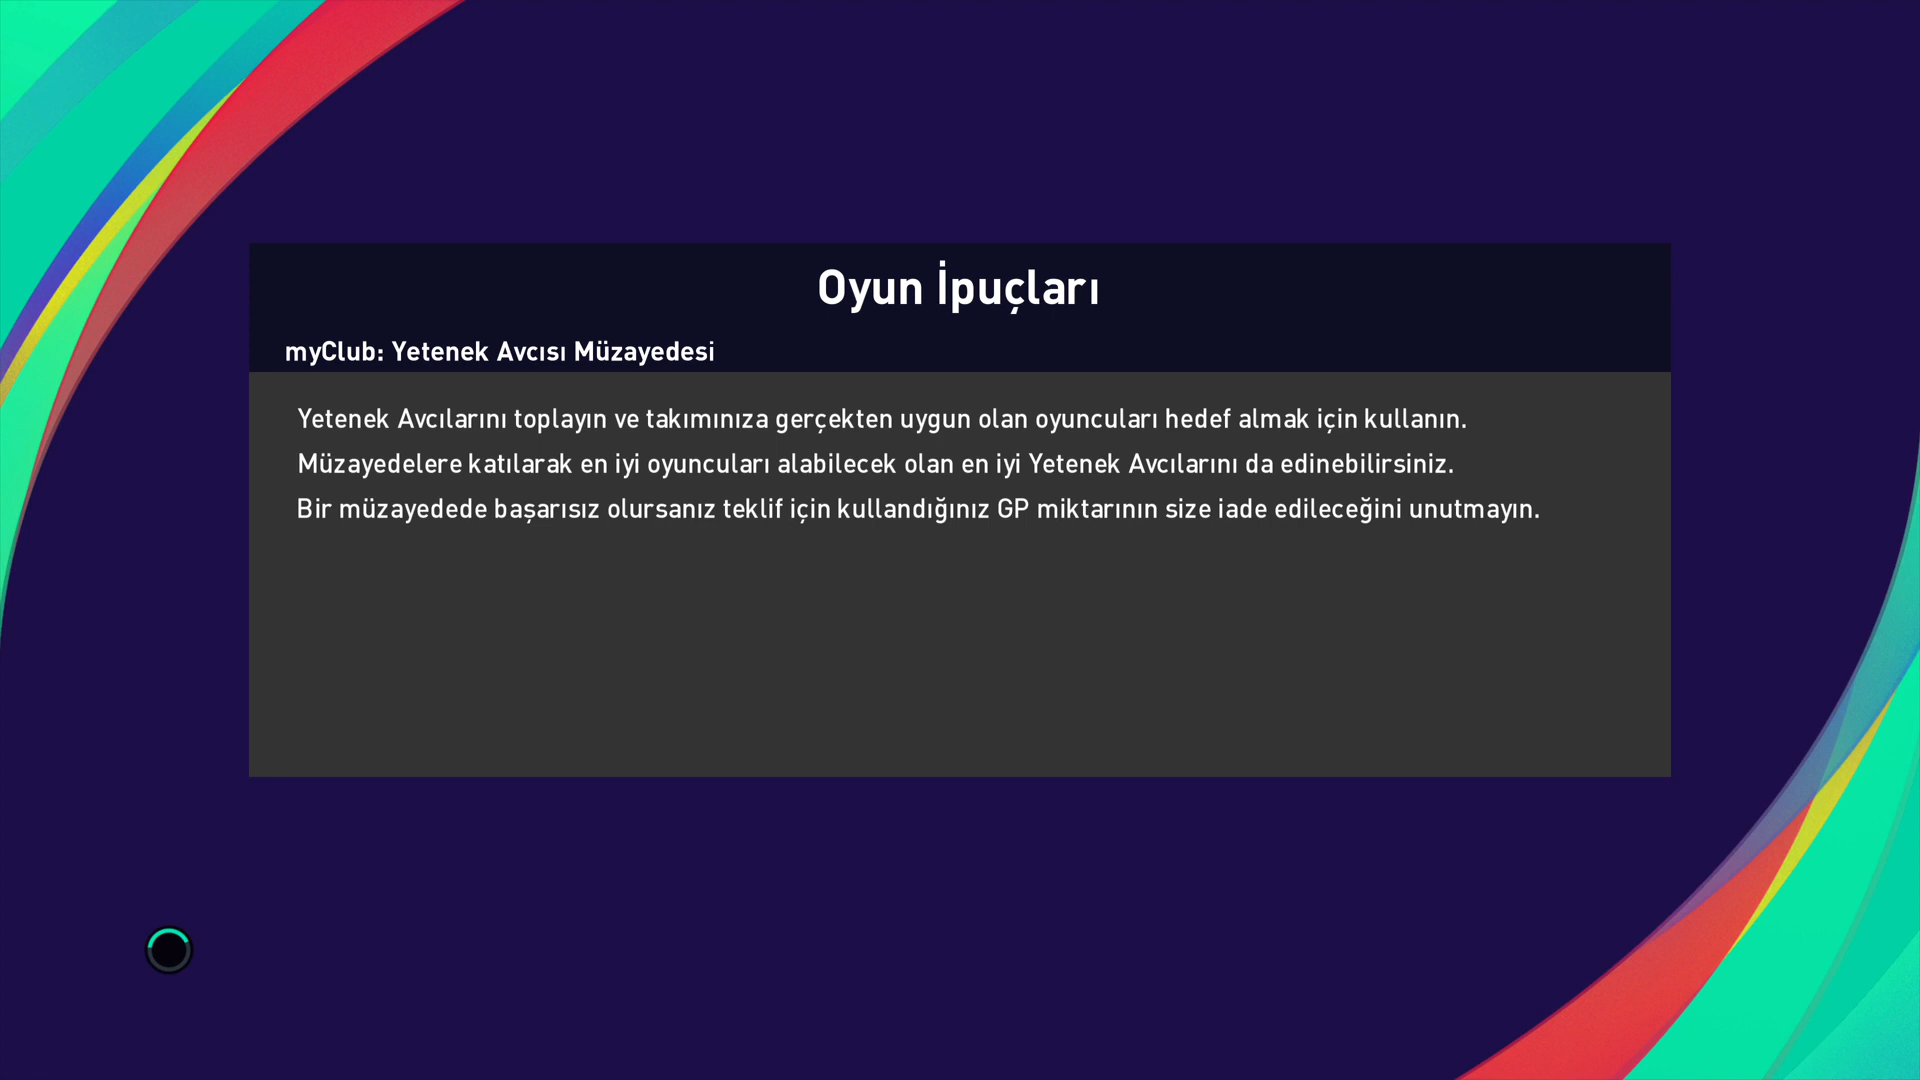 Oyun İpuçları
myClub: Yetenek Avcısı Müzayedesi
Yetenek Avcılarını toplayın ve takımınıza gerçekten uygun olan oyuncuları hedef almak için kullanın.
Müzayedelere katılarak en iyi oyuncuları alabilecek olan en iyi Yetenek Avcılarını da edinebilirsiniz.
Bir müzayedede başarısız olursanız teklif için kullandığınız GP miktarının size iade edileceğini unutmayın.